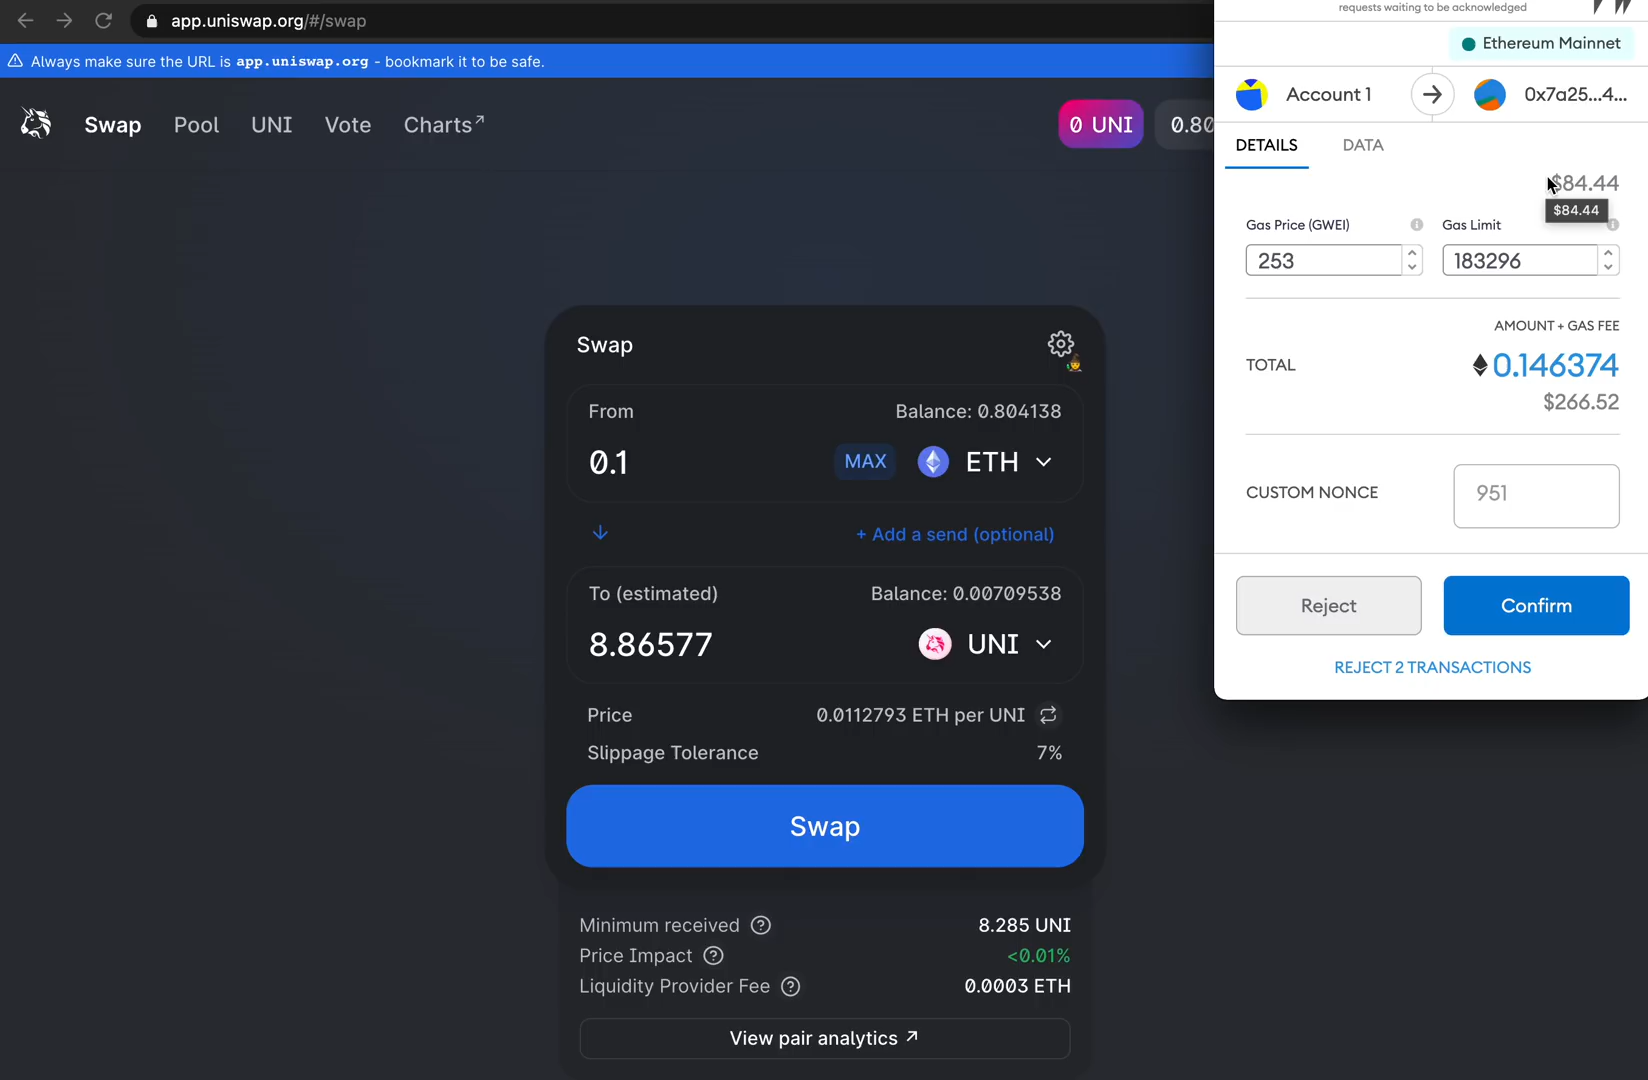 app.uniswap.org/#/swap
Always make sure the URL is app.uniswap.org - bookmark it to be safe.
Swap
Pool
UNI
Vote
Charts↗
0 UNI
0.80
Swap
From
Balance: 0.804138
0.1
MAX
ETH
+ Add a send (optional)
To (estimated)
Balance: 0.00709538
8.86577
UNI
Price
0.0112793 ETH per UNI
Slippage Tolerance
7%
Swap
Minimum received ?
8.285 UNI
Price Impact ?
<0.01%
Liquidity Provider Fee ?
0.0003 ETH
View pair analytics ↗
requests waiting to be acknowledged
Ethereum Mainnet
Account 1
0x7a25...4...
DETAILS
DATA
$84.44
$84.44
Gas Price (GWEI)
Gas Limit
253
183296
AMOUNT + GAS FEE
TOTAL
0.146374
$266.52
CUSTOM NONCE
951
Reject
Confirm
REJECT 2 TRANSACTIONS